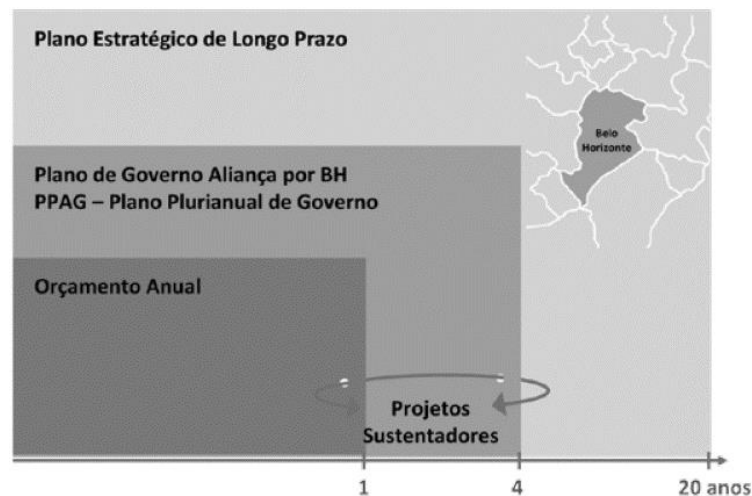 Plano Estratégico de Longo Prazo
Belo
Horizonte
Plano de Governo Aliança por BH
PPAG – Plano Plurianual de Governo
Orçamento Anual
Projetos
Sustentadores
1
4
20 anos